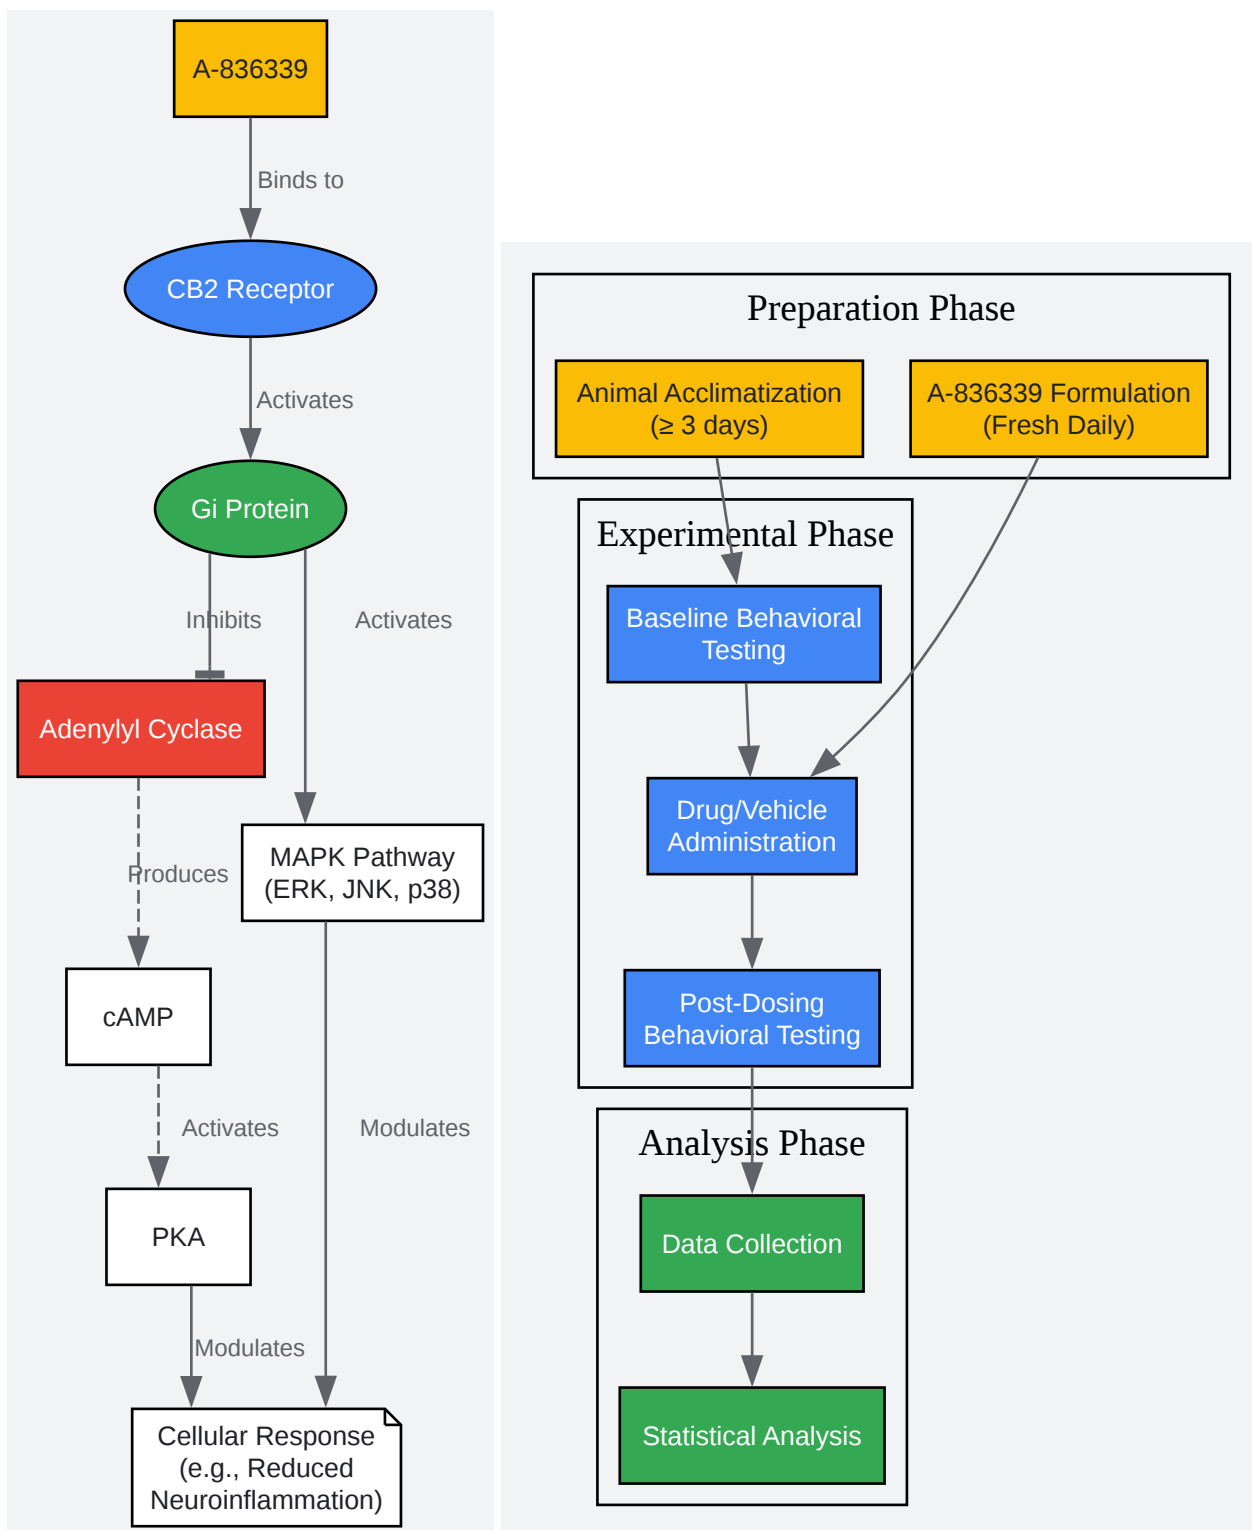 A-836339
Binds to
CB2 Receptor
Activates
Gi Protein
Inhibits
Activates
Adenylyl Cyclase
Produces
MAPK Pathway
(ERK, JNK, p38)
cAMP
Activates
Modulates
PKA
Modulates
Cellular Response
(e.g., Reduced
Neuroinflammation)
Preparation Phase
Animal Acclimatization
(≥ 3 days)
A-836339 Formulation
(Fresh Daily)
Experimental Phase
Baseline Behavioral
Testing
Drug/Vehicle
Administration
Post-Dosing
Behavioral Testing
Analysis Phase
Data Collection
Statistical Analysis